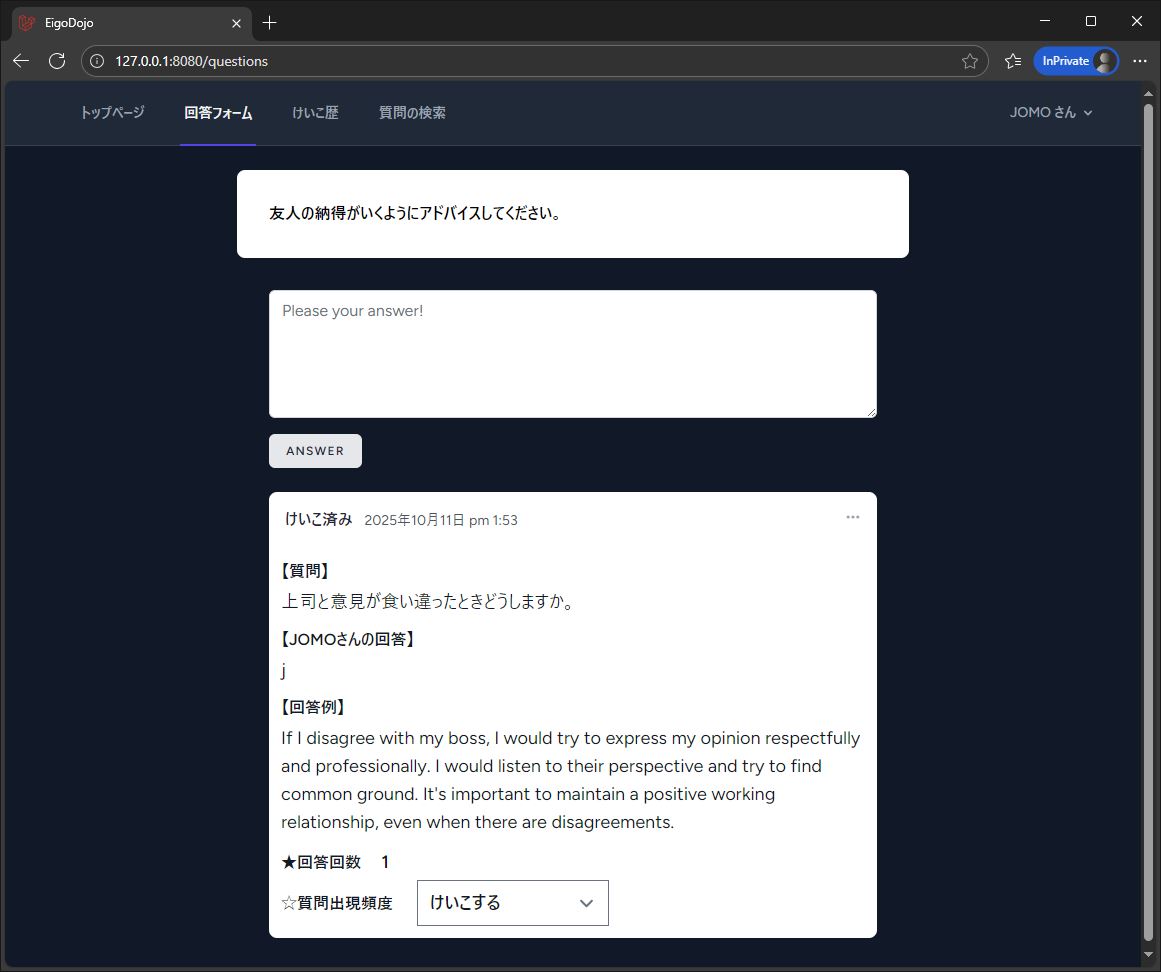 EigoDojo
127.0.0.1:8080/questions
InPrivate
トップページ
回答フォーム
けいこ歴
質問の検索
JOMO さん
友人の納得がいくようにアドバイスしてください。
Please your answer!
ANSWER
けいこ済み 2025年10月11日 pm 1:53
【質問】
上司と意見が食い違ったときどうしますか。
【JOMOさんの回答】
j
【回答例】
If I disagree with my boss, I would try to express my opinion respectfully
and professionally. I would listen to their perspective and try to find
common ground. It's important to maintain a positive working
relationship, even when there are disagreements.
★回答回数 1
☆質問出現頻度 けいこする